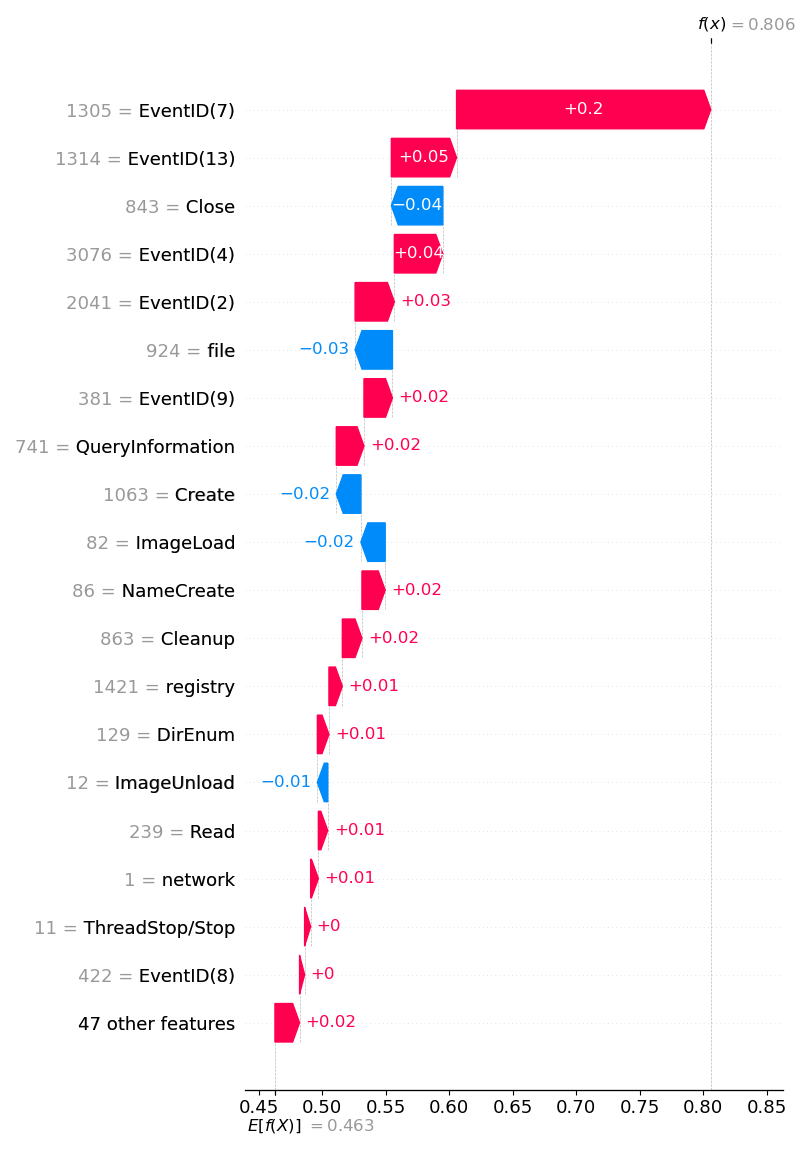 f(x) = 0.806
1305 = EventID(7) +0.2
1314 = EventID(13) +0.05
843 = Close −0.04
3076 = EventID(4) +0.04
2041 = EventID(2) +0.03
924 = file −0.03
381 = EventID(9) +0.02
741 = QueryInformation +0.02
1063 = Create −0.02
82 = ImageLoad −0.02
86 = NameCreate +0.02
863 = Cleanup +0.02
1421 = registry +0.01
129 = DirEnum +0.01
12 = ImageUnload −0.01
239 = Read +0.01
1 = network +0.01
11 = ThreadStop/Stop +0
422 = EventID(8) +0
47 other features +0.02
0.45 0.50 0.55 0.60 0.65 0.70 0.75 0.80 0.85
E[f(X)] = 0.463